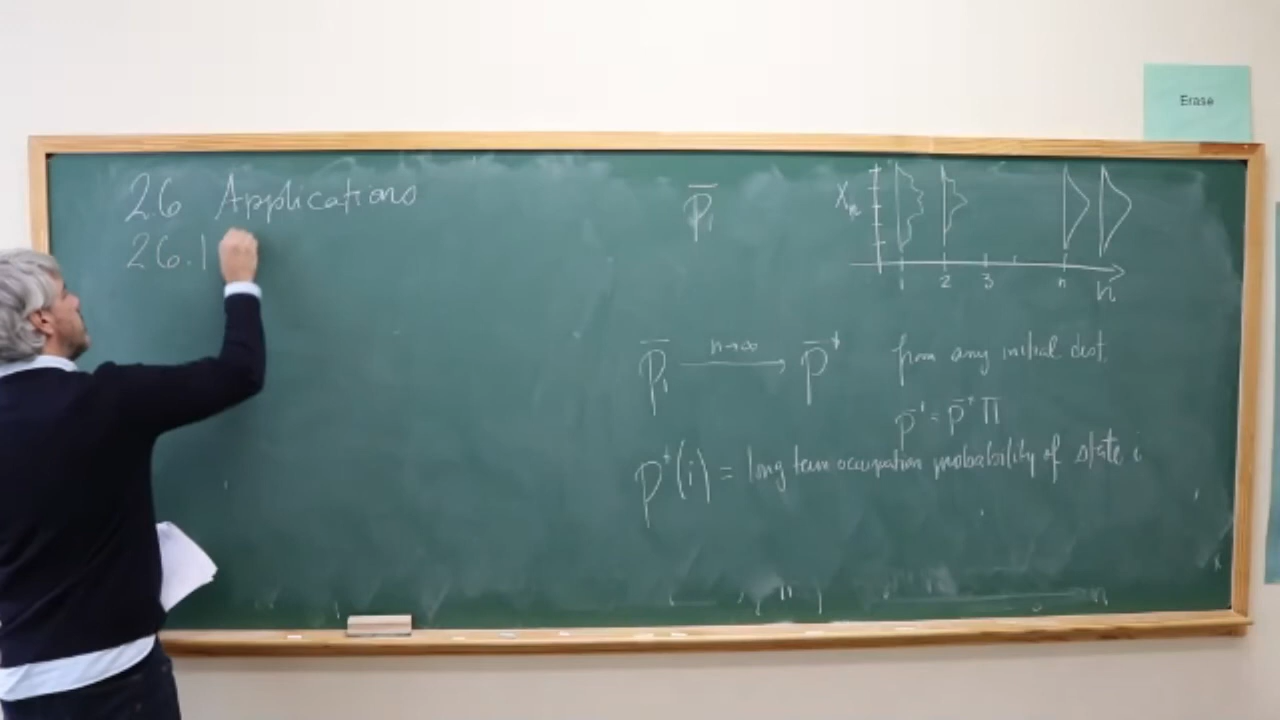 Erase
26 Applications
26.1
p̄₁
Xₙ
1 2 3 n n
p̄₁ n→∞ p̄* from any initial dist.
p̄* = p̄* Π
p*(i) = long term occupation probability of state i